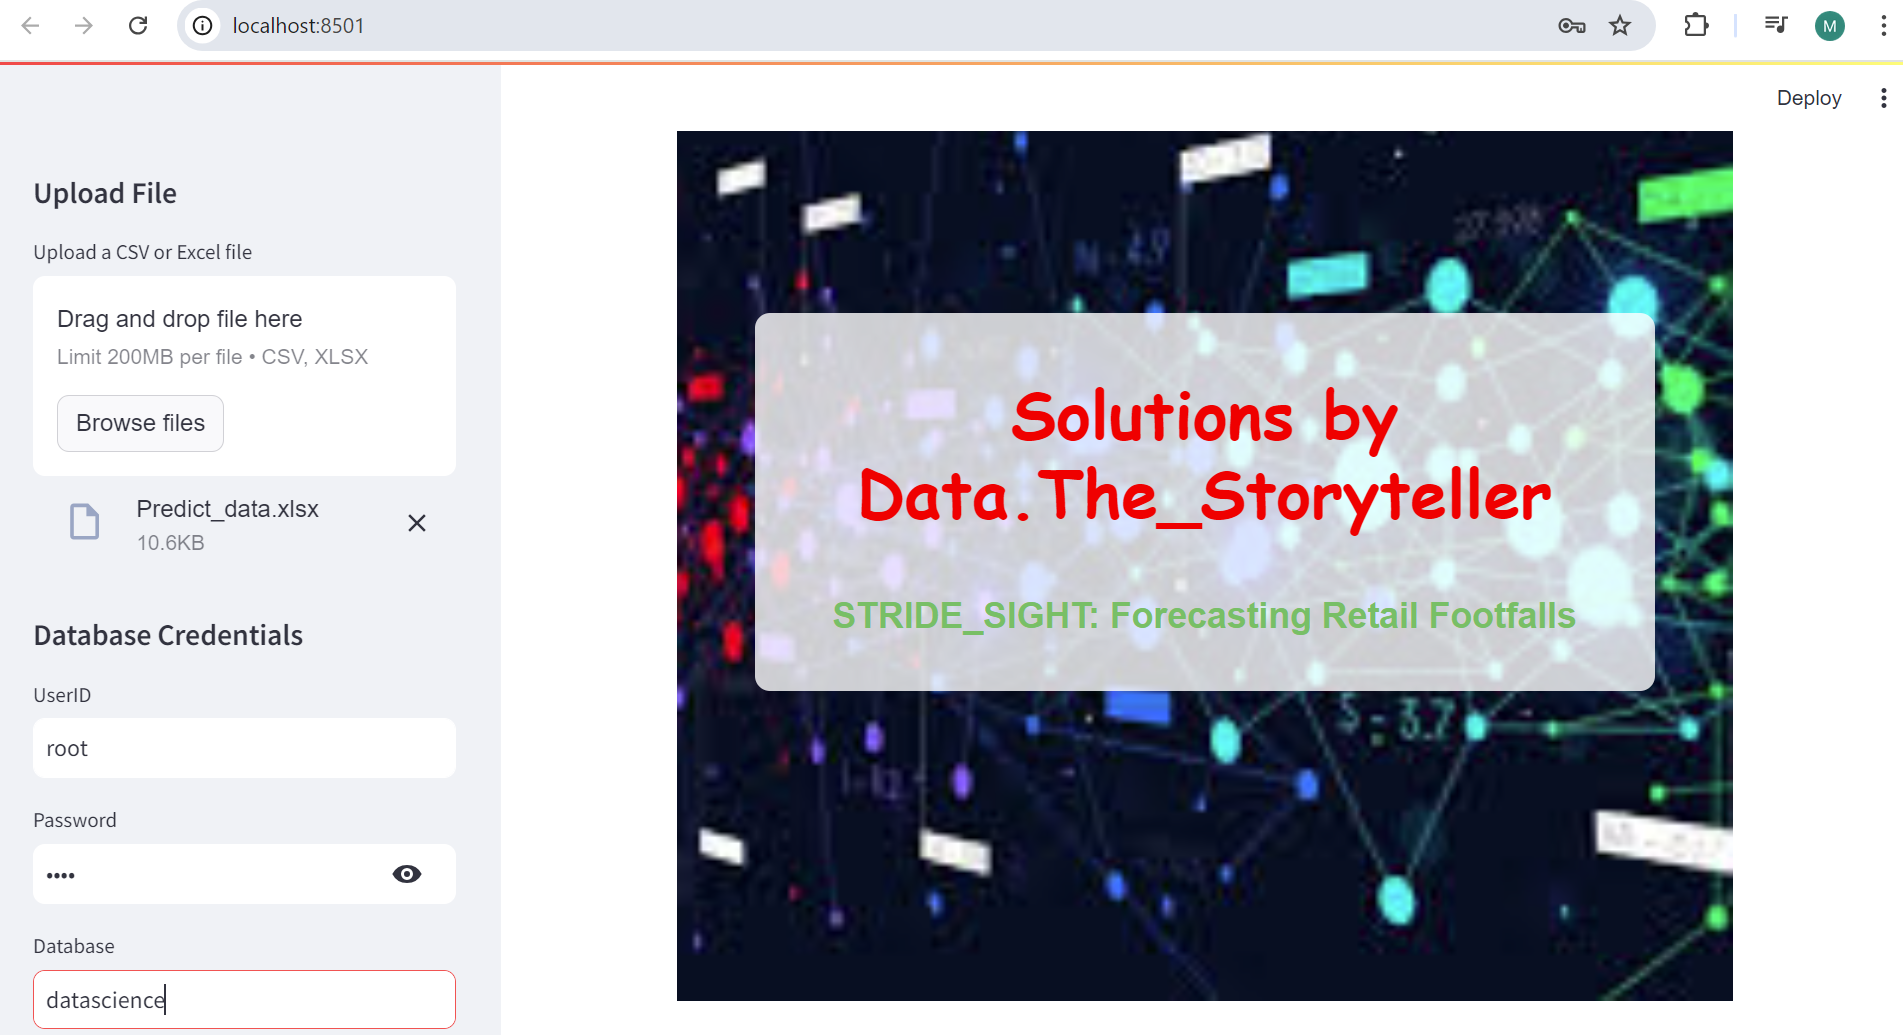 localhost:8501
M
Deploy
Upload File
Upload a CSV or Excel file
Drag and drop file here
Limit 200MB per file • CSV, XLSX
Browse files
Predict_data.xlsx
10.6KB
Database Credentials
UserID
root
Password
••••
Database
datascience
Solutions by
Data.The_Storyteller
STRIDE_SIGHT: Forecasting Retail Footfalls
S : 3.7